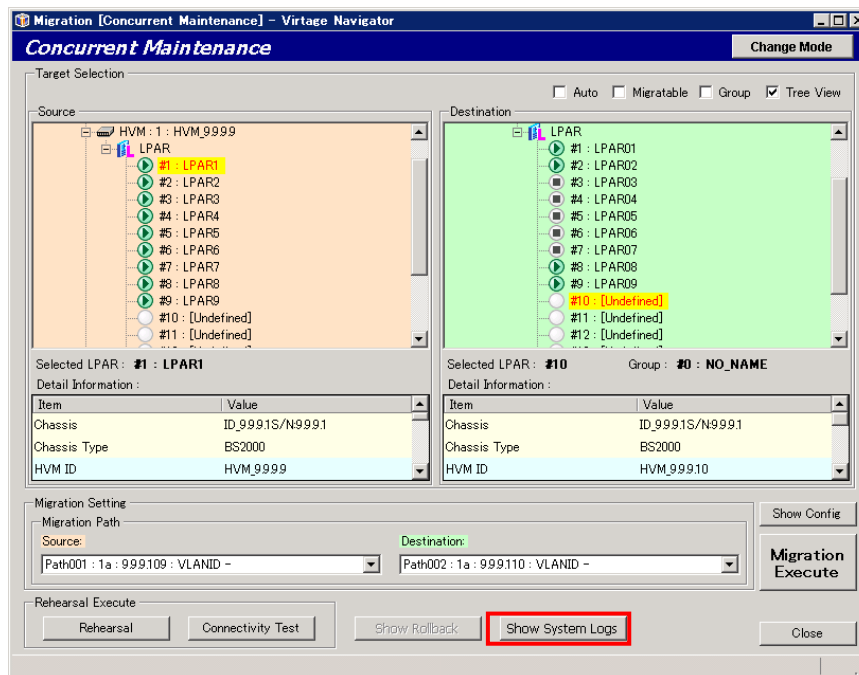 Migration [Concurrent Maintenance] - Virtage Navigator
Concurrent Maintenance
Change Mode
Target Selection
Auto Migratable Group Tree View
Source
HVM : 1 : HVM_9.9.9.9
LPAR
#1 : LPAR1
#2 : LPAR2
#3 : LPAR3
#4 : LPAR4
#5 : LPAR5
#6 : LPAR6
#7 : LPAR7
#8 : LPAR8
#9 : LPAR9
#10 : [Undefined]
#11 : [Undefined]
Selected LPAR : #1 : LPAR1
Detail Information :
Item Value
Chassis ID_9.9.9.1S/N:9.9.9.1
Chassis Type BS2000
HVM ID HVM_9.9.9.9
Destination
LPAR
#1 : LPAR01
#2 : LPAR02
#3 : LPAR03
#4 : LPAR04
#5 : LPAR05
#6 : LPAR06
#7 : LPAR07
#8 : LPAR08
#9 : LPAR09
#10 : [Undefined]
#11 : [Undefined]
#12 : [Undefined]
Selected LPAR : #10 Group : #0 : NO_NAME
Detail Information :
Item Value
Chassis ID_9.9.9.1S/N:9.9.9.1
Chassis Type BS2000
HVM ID HVM_9.9.9.10
Migration Setting
Migration Path
Source:
Path001 : 1a : 9.9.9.109 : VLANID -
Destination:
Path002 : 1a : 9.9.9.110 : VLANID -
Show Config
Migration
Execute
Rehearsal Execute
Rehearsal
Connectivity Test
Show Rollback
Show System Logs
Close